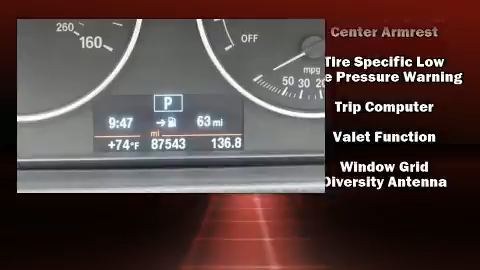 260
160
OFF
mpg
50 30 20
P
9:47
63 mi
mi
+74°F 87543 136.8
Center Armrest
Tire Specific Low
e Pressure Warning
Trip Computer
Valet Function
Window Grid
Diversity Antenna